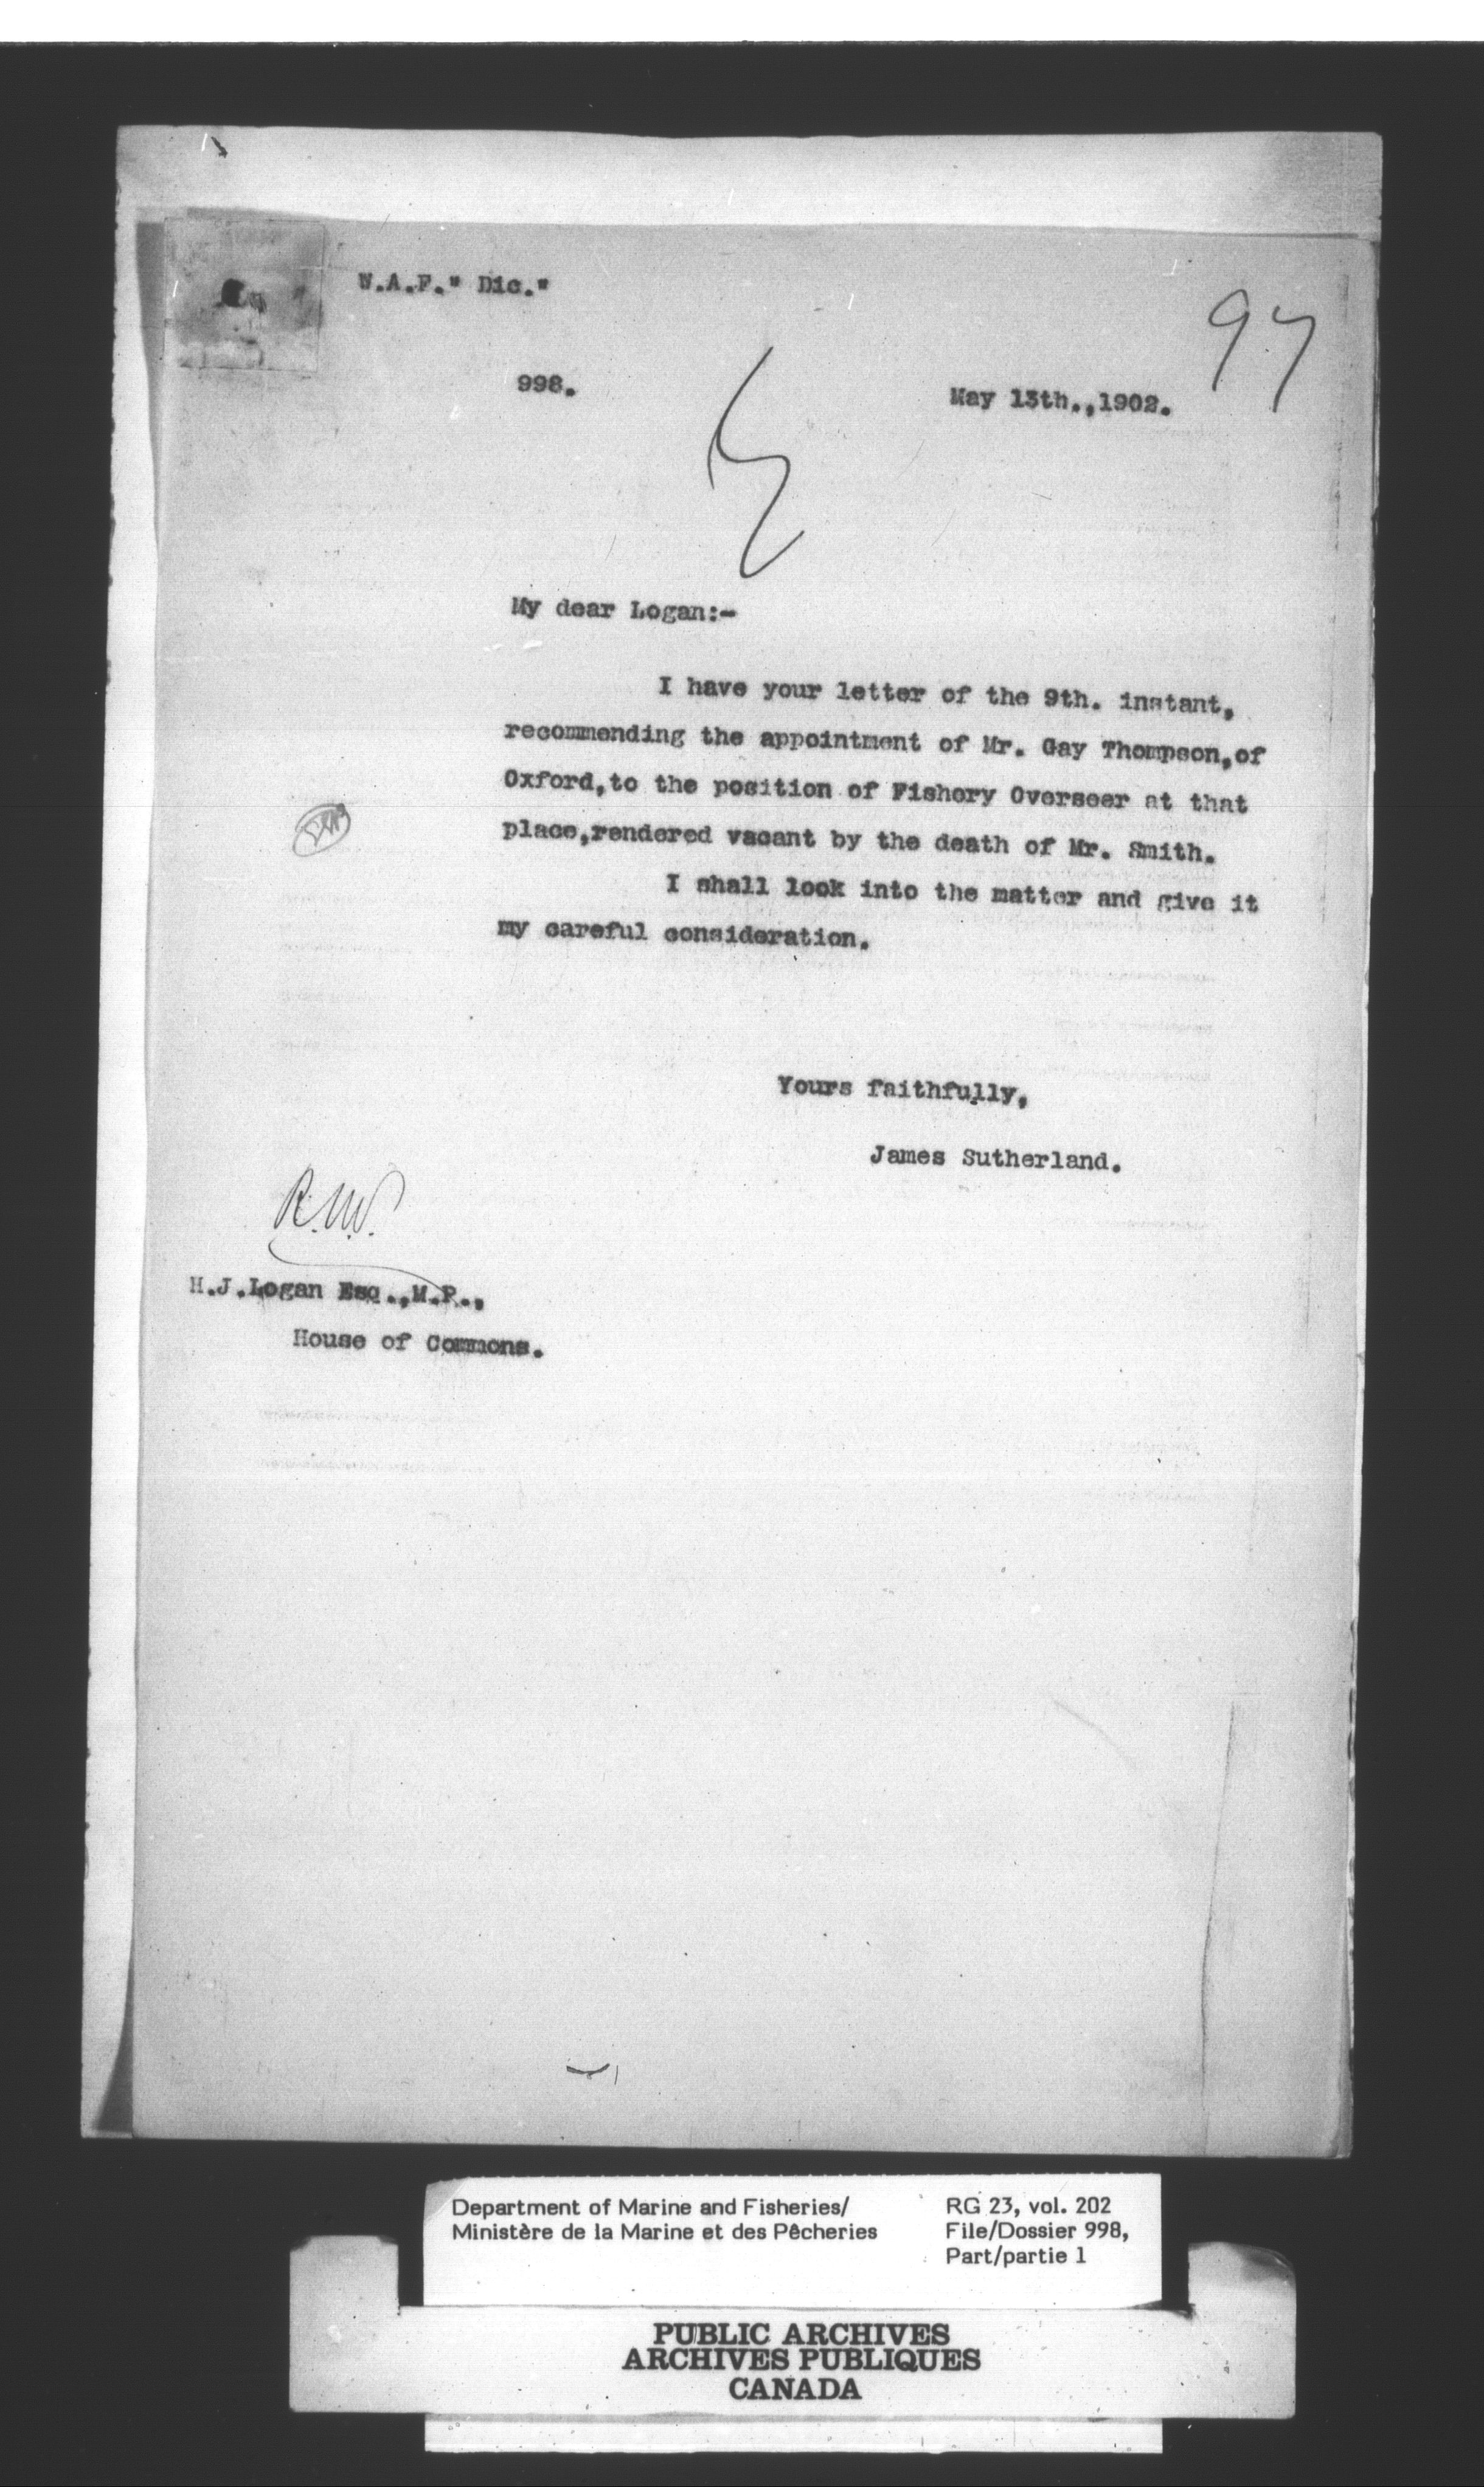 W.A.F." Dic."
97
998.
May 13th.,1902.
My dear Logan:-
I have your letter of the 9th. instant,
recommending the appointment of Mr. Gay Thompson,of
Oxford,to the position of Fishery Overseer at that
place,rendered vacant by the death of Mr. Smith.
I shall look into the matter and give it
my careful consideration.
Yours faithfully,
James Sutherland.
H.J.Logan Esq.,M.P.,
House of Commons.
Department of Marine and Fisheries/
Ministère de la Marine et des Pêcheries
RG 23, vol. 202
File/Dossier 998,
Part/partie 1
PUBLIC ARCHIVES
ARCHIVES PUBLIQUES
CANADA